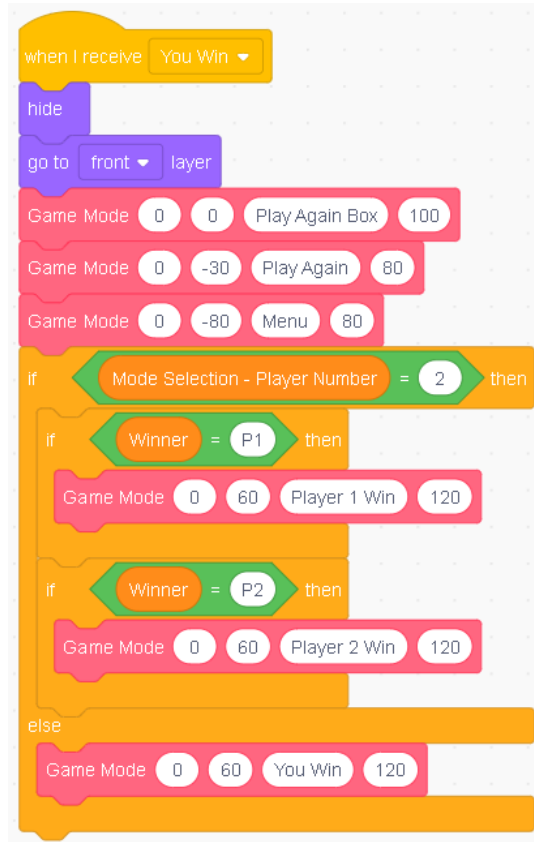 when I receive You Win
hide
go to front layer
Game Mode 0 0 Play Again Box 100
Game Mode 0 -30 Play Again 80
Game Mode 0 -80 Menu 80
if Mode Selection - Player Number = 2 then
if Winner = P1 then
Game Mode 0 60 Player 1 Win 120
if Winner = P2 then
Game Mode 0 60 Player 2 Win 120
else
Game Mode 0 60 You Win 120